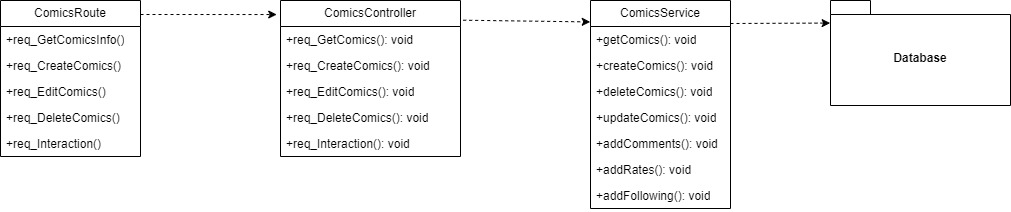 ComicsRoute
+req_GetComicsInfo()
+req_CreateComics()
+req_EditComics()
+req_DeleteComics()
+req_Interaction()
ComicsController
+req_GetComics(): void
+req_CreateComics(): void
+req_EditComics(): void
+req_DeleteComics(): void
+req_Interaction(): void
ComicsService
+getComics(): void
+createComics(): void
+deleteComics(): void
+updateComics(): void
+addComments(): void
+addRates(): void
+addFollowing(): void
Database